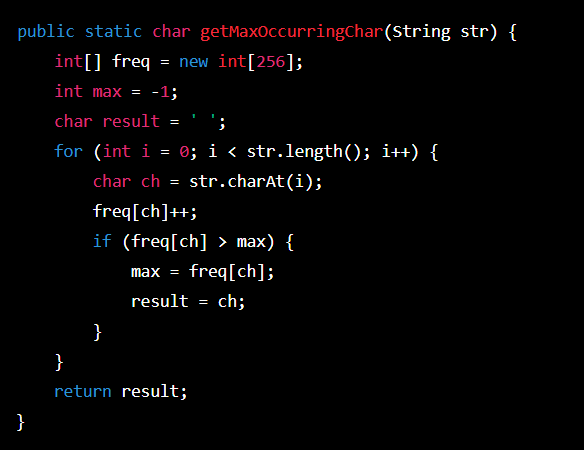 public static char getMaxOccurringChar(String str) {
    int[] freq = new int[256];
    int max = -1;
    char result = ' ';
    for (int i = 0; i < str.length(); i++) {
        char ch = str.charAt(i);
        freq[ch]++;
        if (freq[ch] > max) {
            max = freq[ch];
            result = ch;
        }
    }
    return result;
}